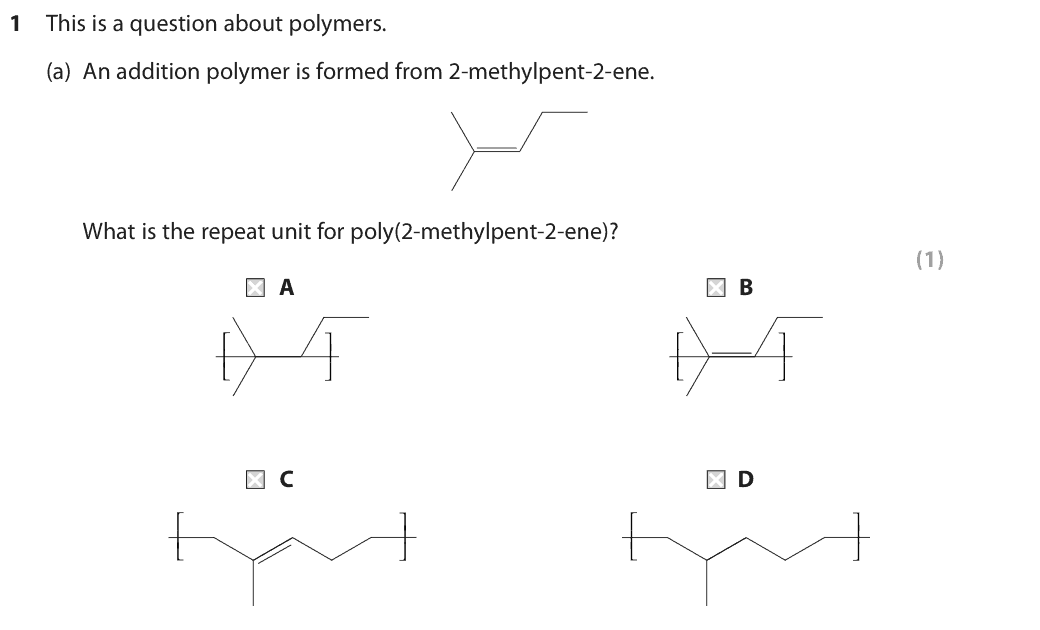 1 This is a question about polymers.
(a) An addition polymer is formed from 2-methylpent-2-ene.
What is the repeat unit for poly(2-methylpent-2-ene)?
(1)
A
B
C
D